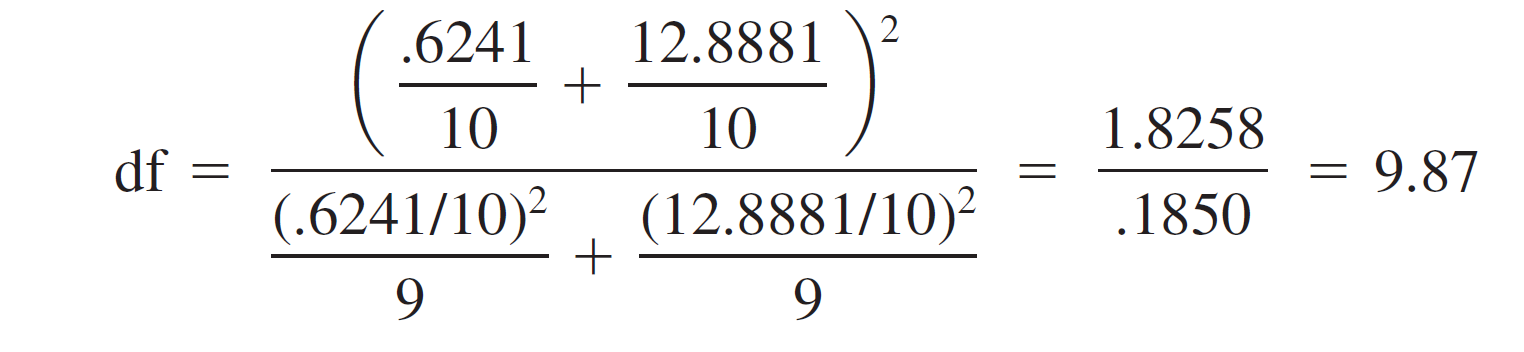 df = ( .6241/10 + 12.8881/10 )² / ( (.6241/10)²/9 + (12.8881/10)²/9 ) = 1.8258/.1850 = 9.87